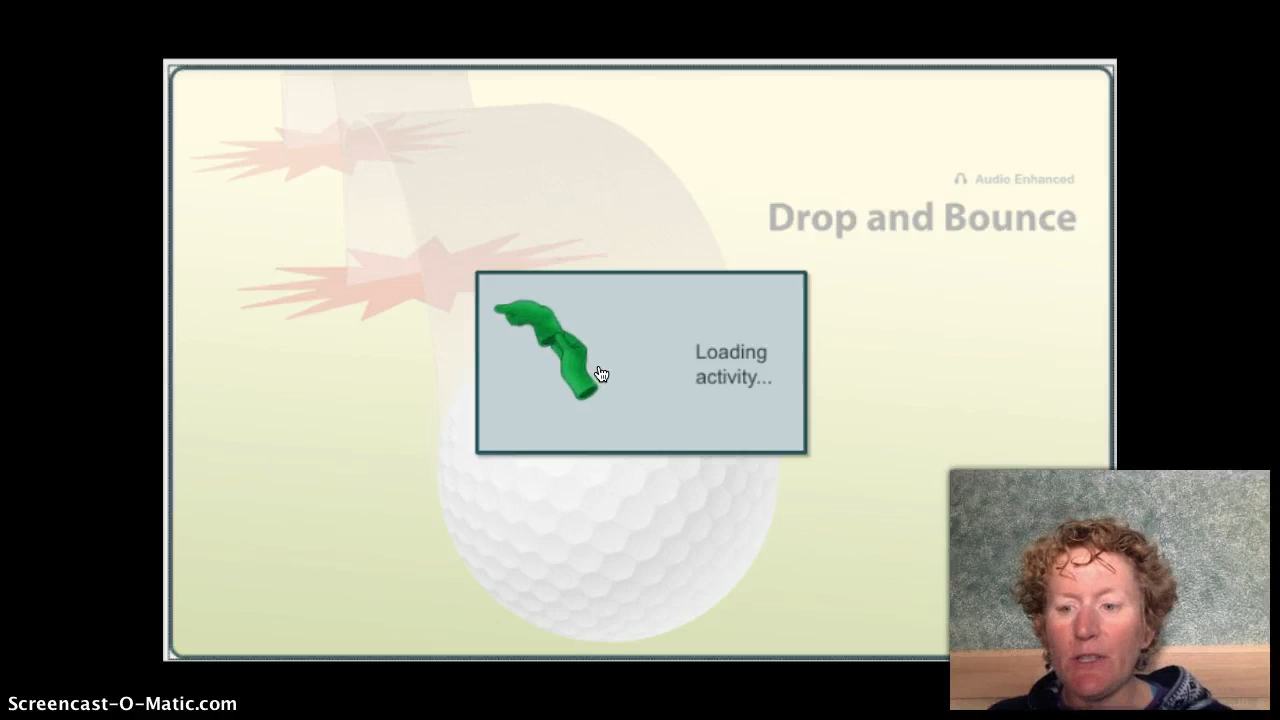 Audio Enhanced
Drop and Bounce
Loading
activity...
Screencast-O-Matic.com